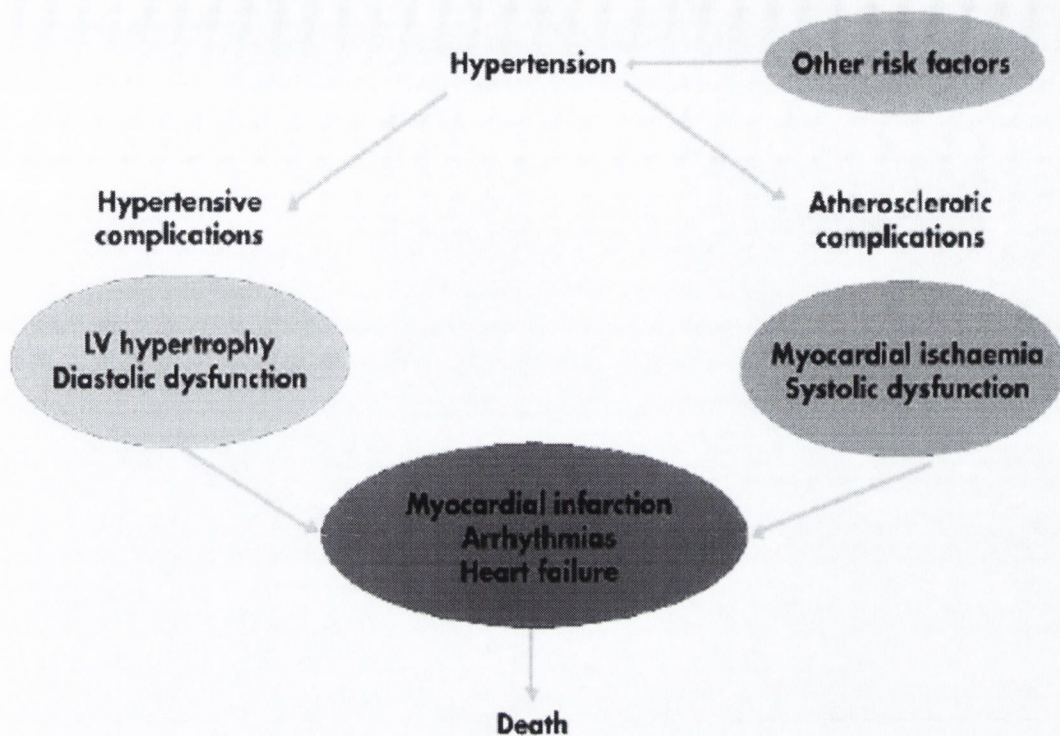 Hypertension
Other risk factors
Hypertensive
complications
Atherosclerotic
complications
LV hypertrophy
Diastolic dysfunction
Myocardial ischaemia
Systolic dysfunction
Myocardial infarction
Arrhythmias
Heart failure
Death